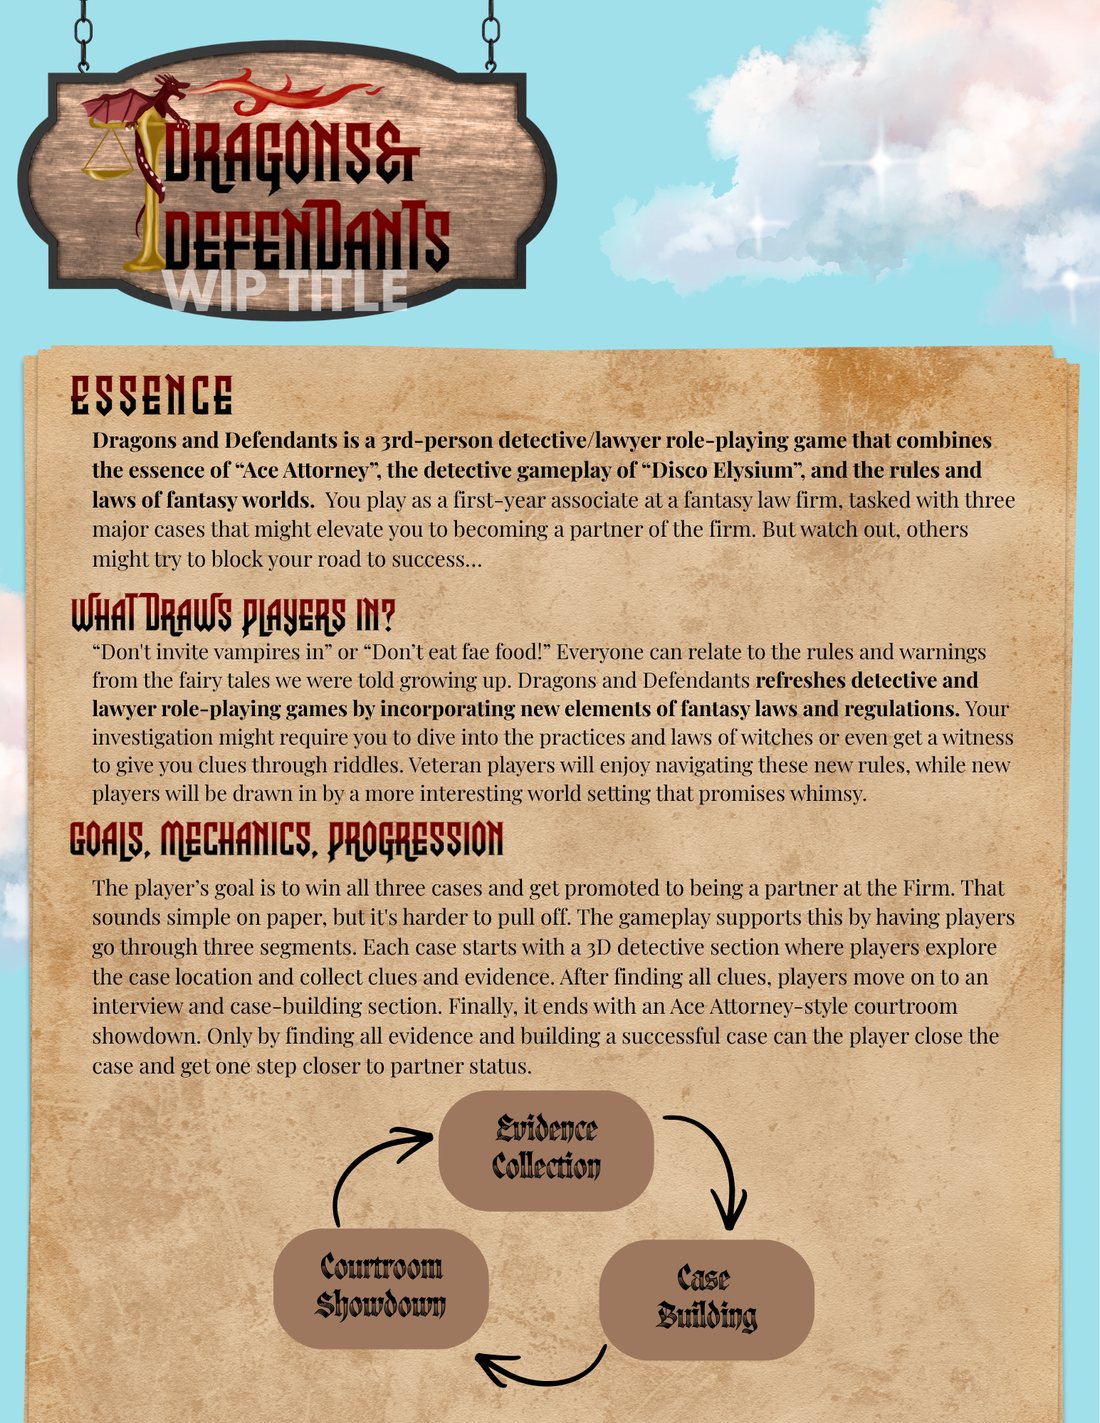 DRAGONS&
DEFENDANTS
WIP TITLE
ESSENCE
Dragons and Defendants is a 3rd-person detective/lawyer role-playing game that combines
the essence of “Ace Attorney”, the detective gameplay of “Disco Elysium”, and the rules and
laws of fantasy worlds.  You play as a first-year associate at a fantasy law firm, tasked with three
major cases that might elevate you to becoming a partner of the firm. But watch out, others
might try to block your road to success...
WHAT DRAWS PLAYERS IN?
“Don't invite vampires in” or “Don’t eat fae food!” Everyone can relate to the rules and warnings
from the fairy tales we were told growing up. Dragons and Defendants refreshes detective and
lawyer role-playing games by incorporating new elements of fantasy laws and regulations. Your
investigation might require you to dive into the practices and laws of witches or even get a witness
to give you clues through riddles. Veteran players will enjoy navigating these new rules, while new
players will be drawn in by a more interesting world setting that promises whimsy.
GOALS, MECHANICS, PROGRESSION
The player’s goal is to win all three cases and get promoted to being a partner at the Firm. That
sounds simple on paper, but it's harder to pull off. The gameplay supports this by having players
go through three segments. Each case starts with a 3D detective section where players explore
the case location and collect clues and evidence. After finding all clues, players move on to an
interview and case-building section. Finally, it ends with an Ace Attorney-style courtroom
showdown. Only by finding all evidence and building a successful case can the player close the
case and get one step closer to partner status.
Evidence
Collection
Courtroom
Showdown
Case
Building